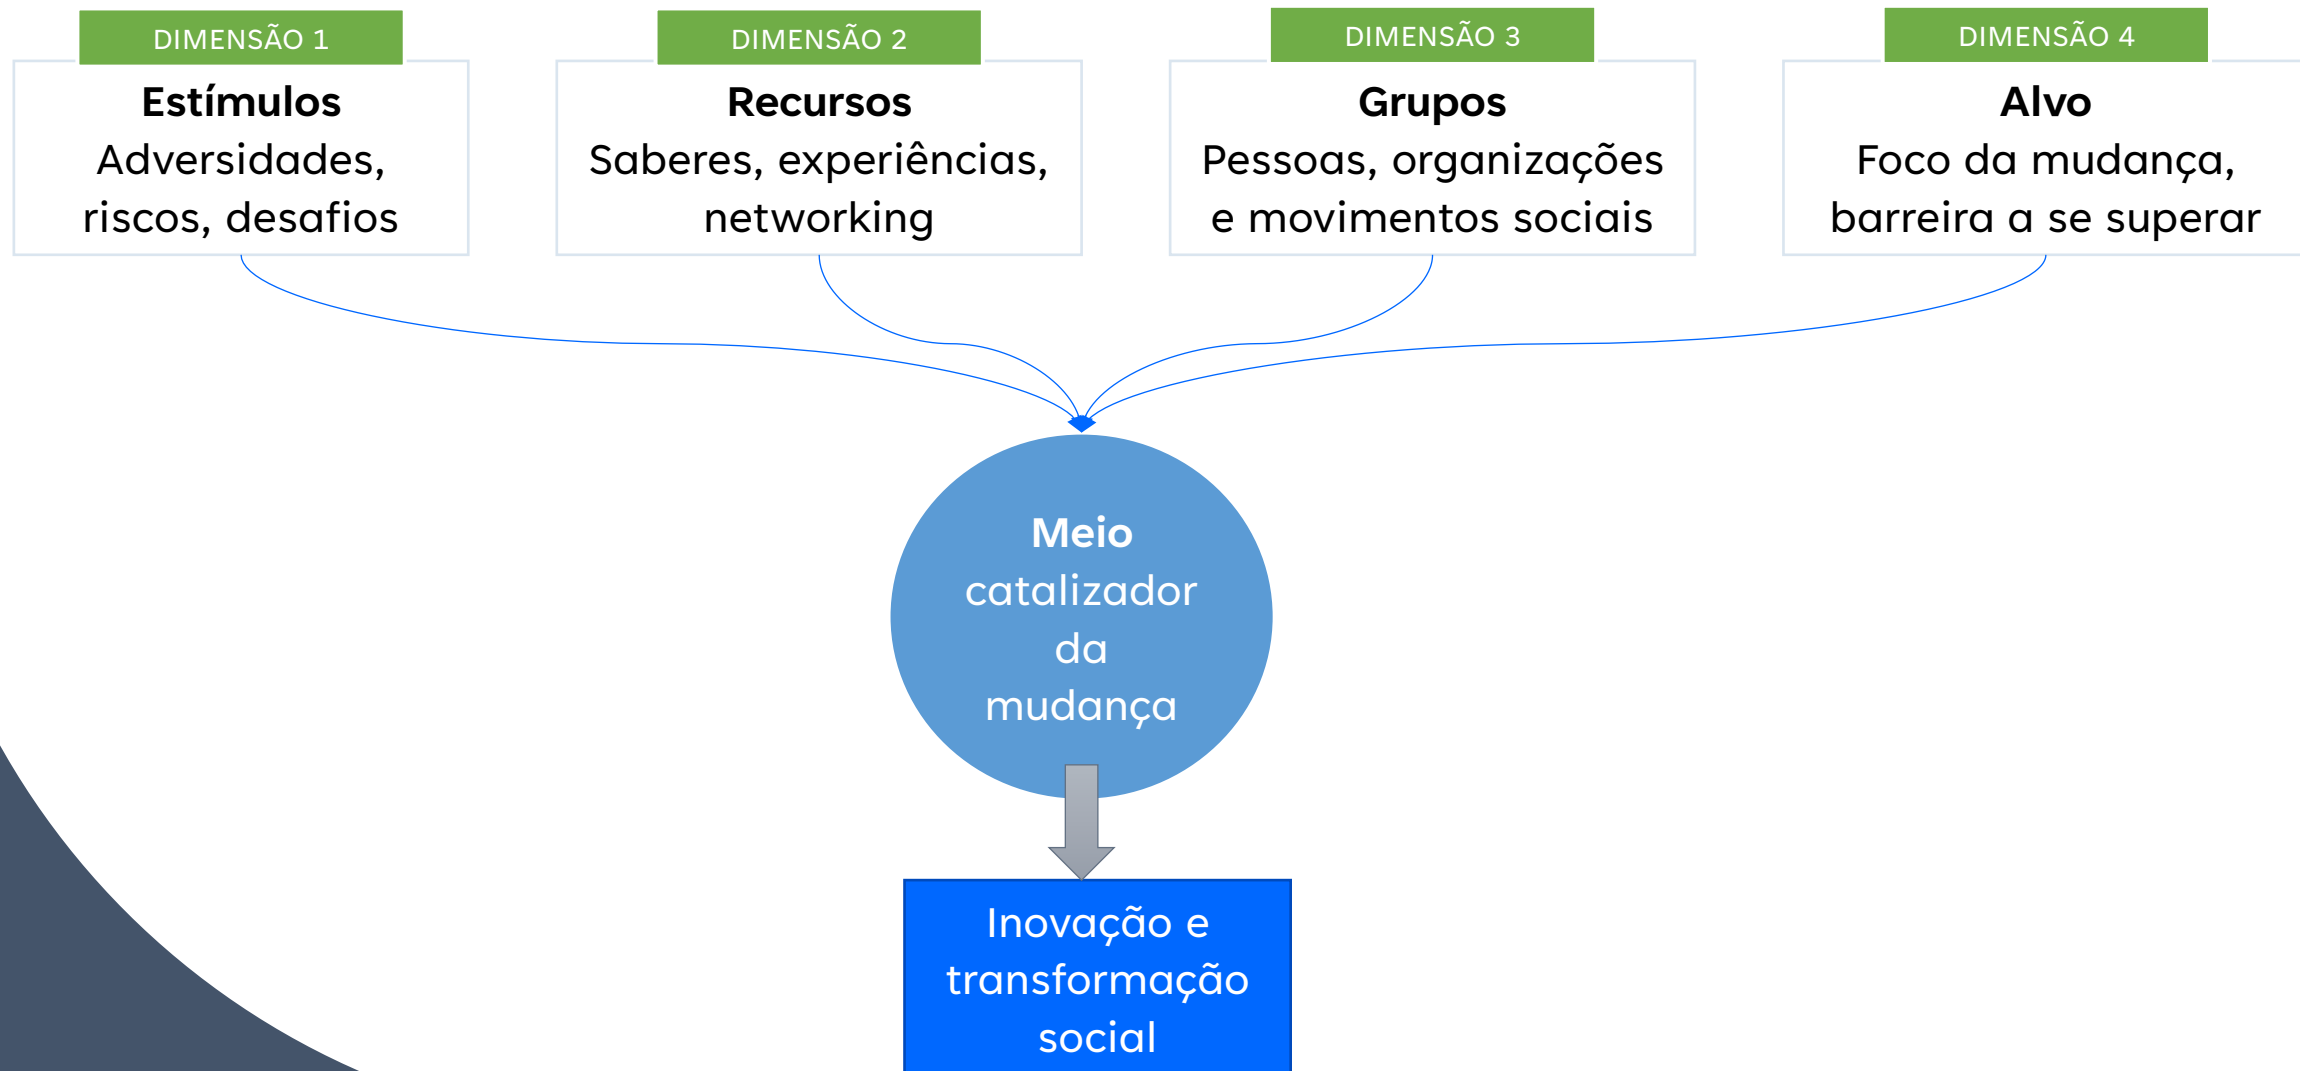 DIMENSÃO 1
Estímulos
Adversidades,
riscos, desafios
DIMENSÃO 2
Recursos
Saberes, experiências,
networking
DIMENSÃO 3
Grupos
Pessoas, organizações
e movimentos sociais
DIMENSÃO 4
Alvo
Foco da mudança,
barreira a se superar
Meio
catalizador
da
mudança
Inovação e
transformação
social